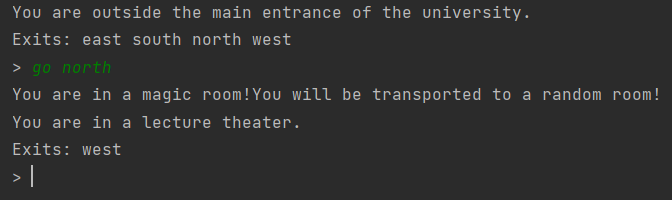 You are outside the main entrance of the university.
Exits: east south north west
> go north
You are in a magic room!You will be transported to a random room!
You are in a lecture theater.
Exits: west
>